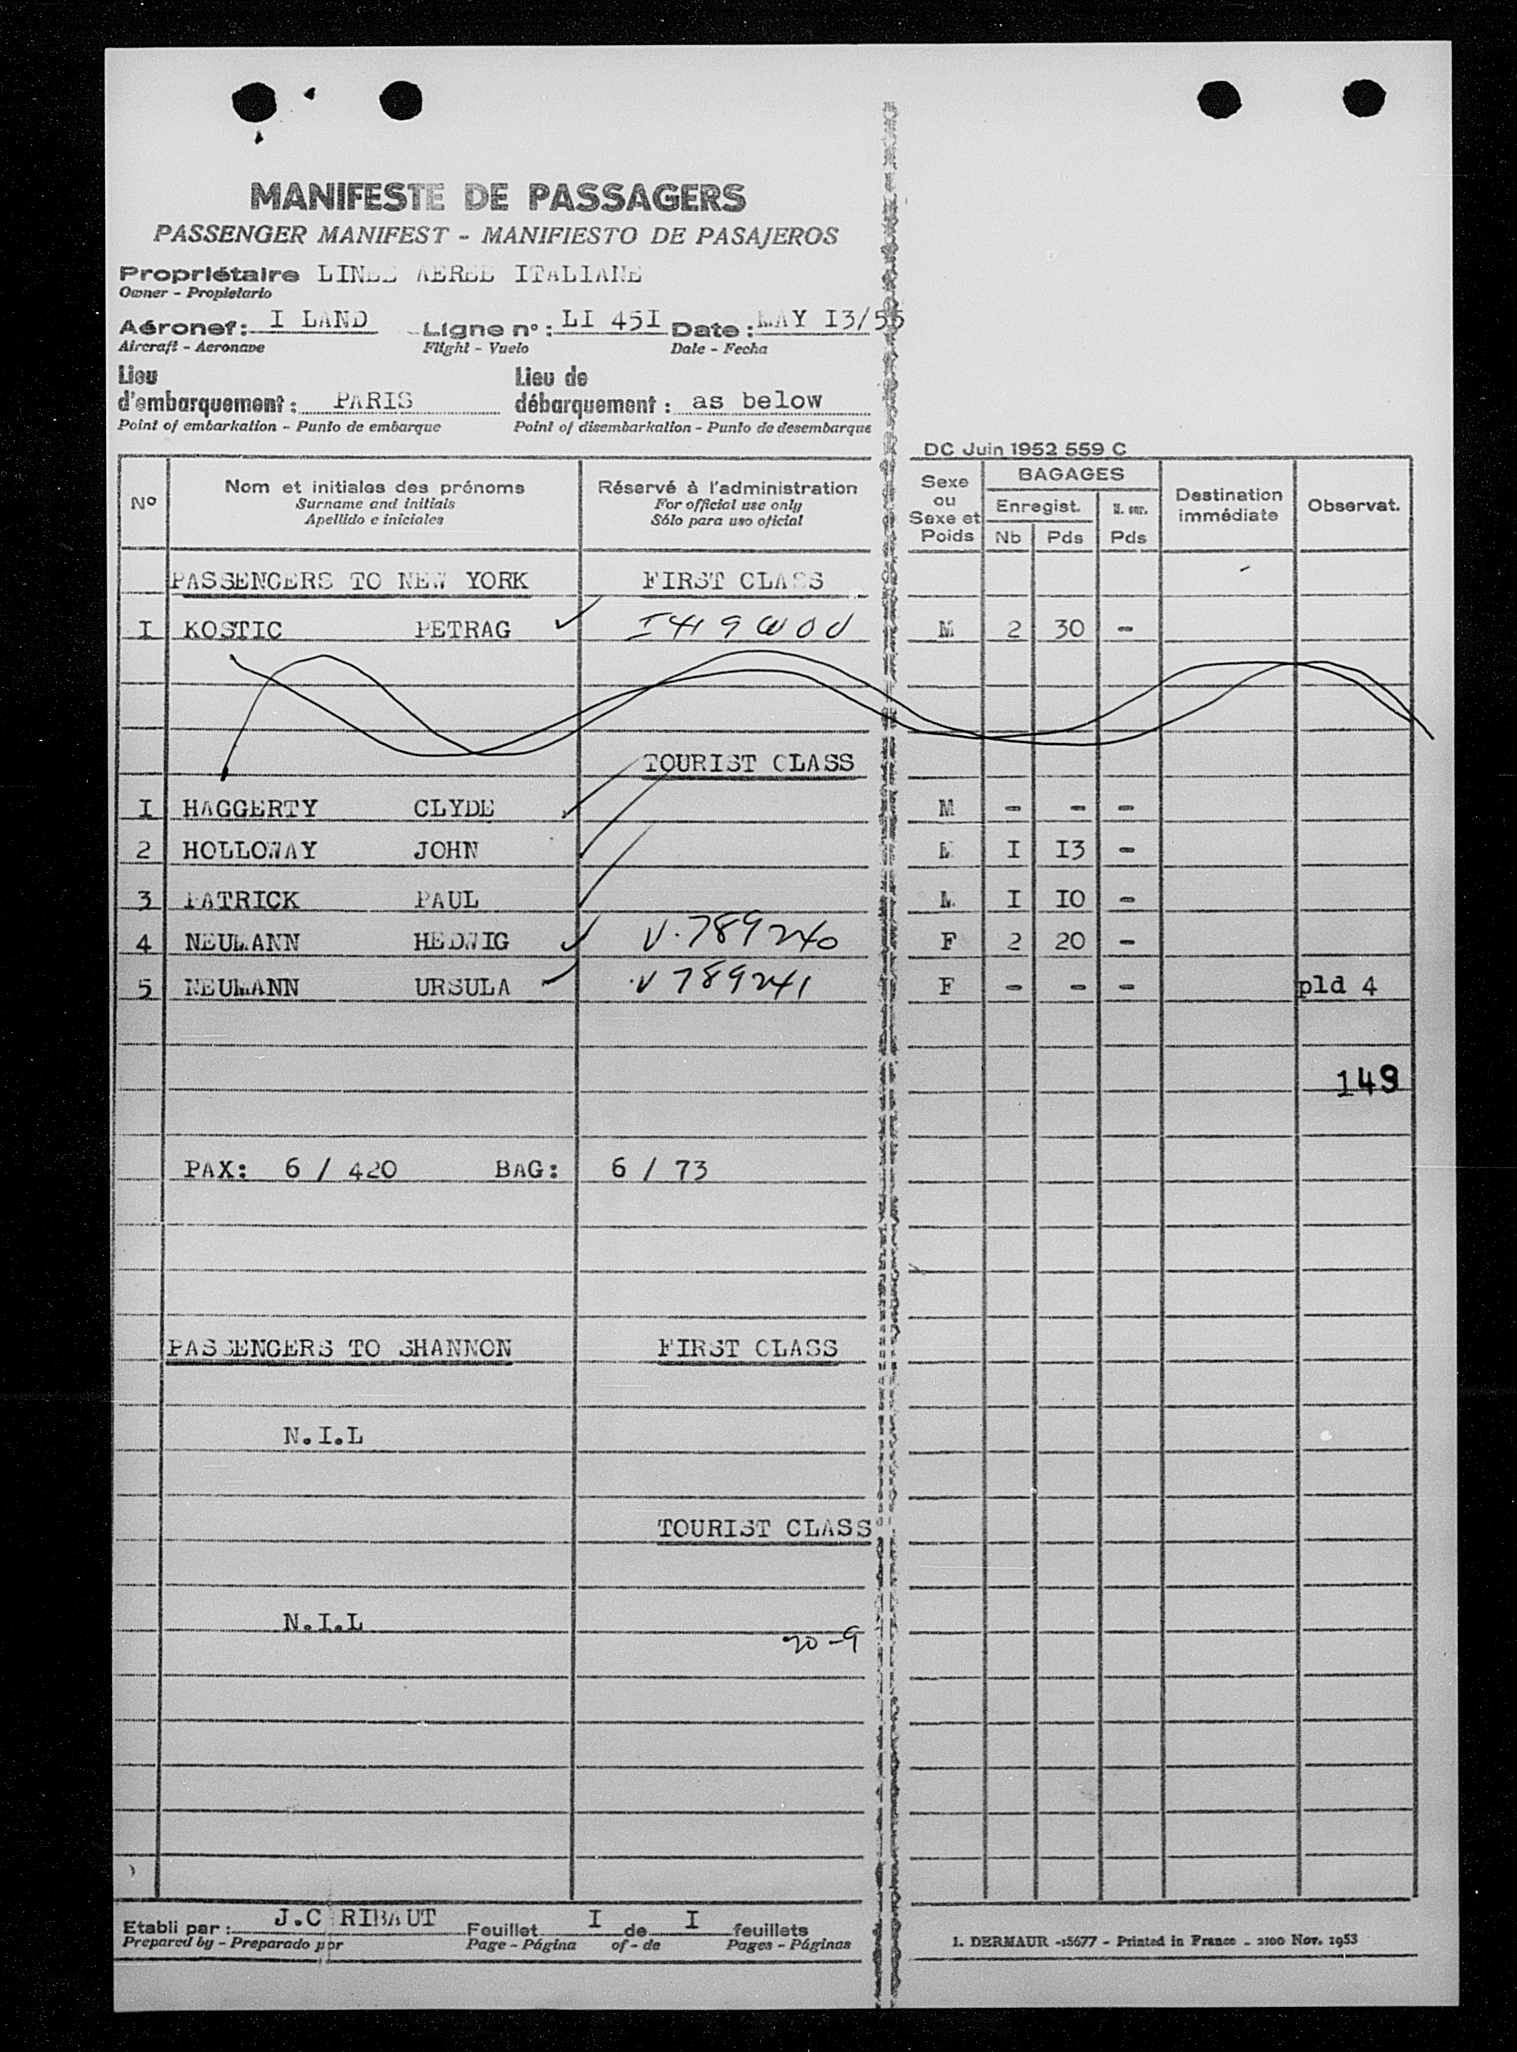 MANIFESTE DE PASSAGERS
PASSENGER MANIFEST - MANIFIESTO DE PASAJEROS
Propriétaire LINEE AEREE ITALIANE
Owner - Propietario
Aéronef: I LAND Ligne n°: LI 45I Date: MAY I3/55
Aircraft - Aeronave Flight - Vuelo Date - Fecha
Lieu d'embarquement: PARIS Lieu de débarquement: as below
Point of embarkation - Punto de embarque Point of disembarkation - Punto de desembarque
DC Juin 1952 559 C
N° Nom et initiales des prénoms Réservé à l'administration Sexe ou Sexe et Poids BAGAGES Destination immédiate Observat.
Surname and initials For official use only Enregist. N. enr.
Apellido e iniciales Sólo para uso oficial Nb Pds Pds
PASSENGERS TO NEW YORK FIRST CLASS
I KOSTIC PETRAG M 2 30 -
TOURIST CLASS
I HAGGERTY CLYDE M - - -
2 HOLLOWAY JOHN M I I3 -
3 PATRICK PAUL M I IO -
4 NEUMANN HEDWIG V.789240 F 2 20 -
5 NEUMANN URSULA V 789241 F - - - pld 4
149
PAX: 6 / 420 BAG: 6 / 73
PASSENGERS TO SHANNON FIRST CLASS
N.I.L
TOURIST CLASS
N.I.L
20-9
Etabli par: J.C RIBAUT Feuillet I de I feuillets
Prepared by - Preparado por Page - Página of - de Pages - Páginas
I. DERMAUR -15677 - Printed in France - 2100 Nov. 1953